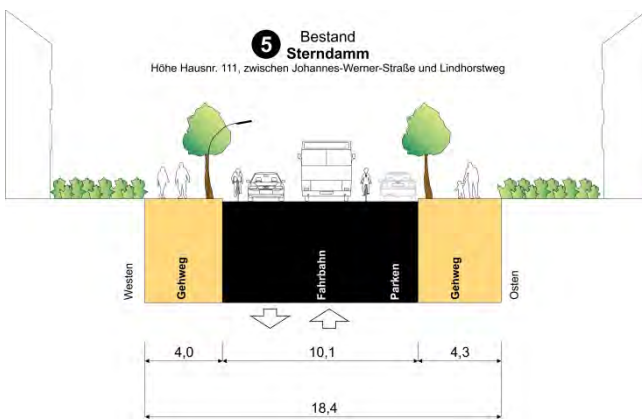 5
Bestand
Sterndamm
Höhe Hausnr. 111, zwischen Johannes-Werner-Straße und Lindhorstweg
Westen
Gehweg
Fahrbahn
Parken
Gehweg
Osten
4,0
10,1
4,3
18,4